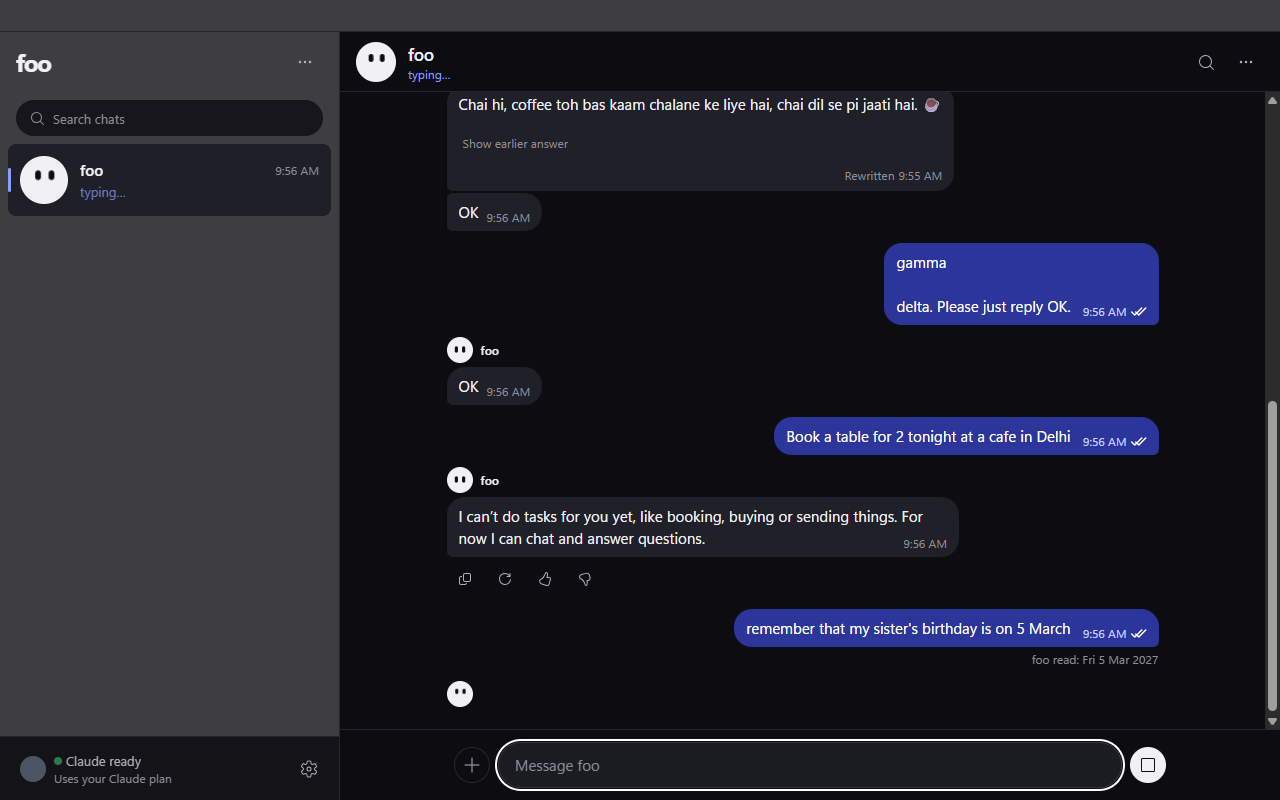 foo
Search chats
foo
9:56 AM
typing...
Claude ready
Uses your Claude plan
foo
typing...
Chai hi, coffee toh bas kaam chalane ke liye hai, chai dil se pi jaati hai.
Show earlier answer
Rewritten 9:55 AM
OK 9:56 AM
gamma
delta. Please just reply OK. 9:56 AM
foo
OK 9:56 AM
Book a table for 2 tonight at a cafe in Delhi 9:56 AM
foo
I can’t do tasks for you yet, like booking, buying or sending things. For
now I can chat and answer questions. 9:56 AM
remember that my sister's birthday is on 5 March 9:56 AM
foo read: Fri 5 Mar 2027
Message foo